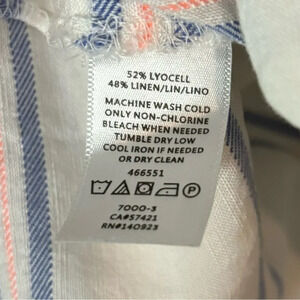 52% LYOCELL
48% LINEN/LIN/LINO
MACHINE WASH COLD
ONLY NON-CHLORINE
BLEACH WHEN NEEDED
TUMBLE DRY LOW
COOL IRON IF NEEDED
OR DRY CLEAN
466551
7000-3
CA#57421
RN#140923